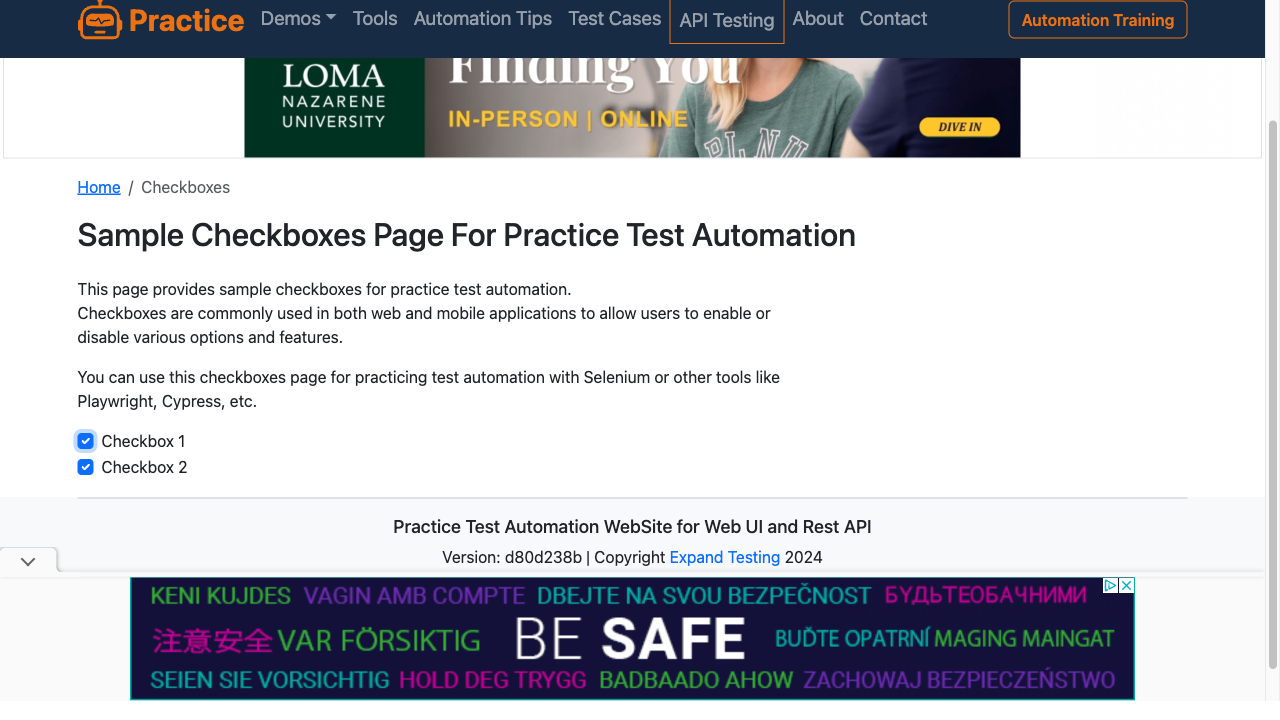 Practice
Demos
Tools
Automation Tips
Test Cases
API Testing
About
Contact
Automation Training
LOMA
NAZARENE
UNIVERSITY
Finding You
IN-PERSON | ONLINE
PLNU
DIVE IN
Home / Checkboxes
Sample Checkboxes Page For Practice Test Automation
This page provides sample checkboxes for practice test automation.
Checkboxes are commonly used in both web and mobile applications to allow users to enable or
disable various options and features.
You can use this checkboxes page for practicing test automation with Selenium or other tools like
Playwright, Cypress, etc.
Checkbox 1
Checkbox 2
Practice Test Automation WebSite for Web UI and Rest API
Version: d80d238b | Copyright Expand Testing 2024
KENI KUJDES VAGIN AMB COMPTE DBEJTE NA SVOU BEZPEČNOST БУДЬТЕОБАЧНИМИ
注意安全 VAR FÖRSIKTIG BE SAFE BUĎTE OPATRNÍ MAGING MAINGAT
SEIEN SIE VORSICHTIG HOLD DEG TRYGG BADBAADO AHOW ZACHOWAJ BEZPIECZEŃSTWO